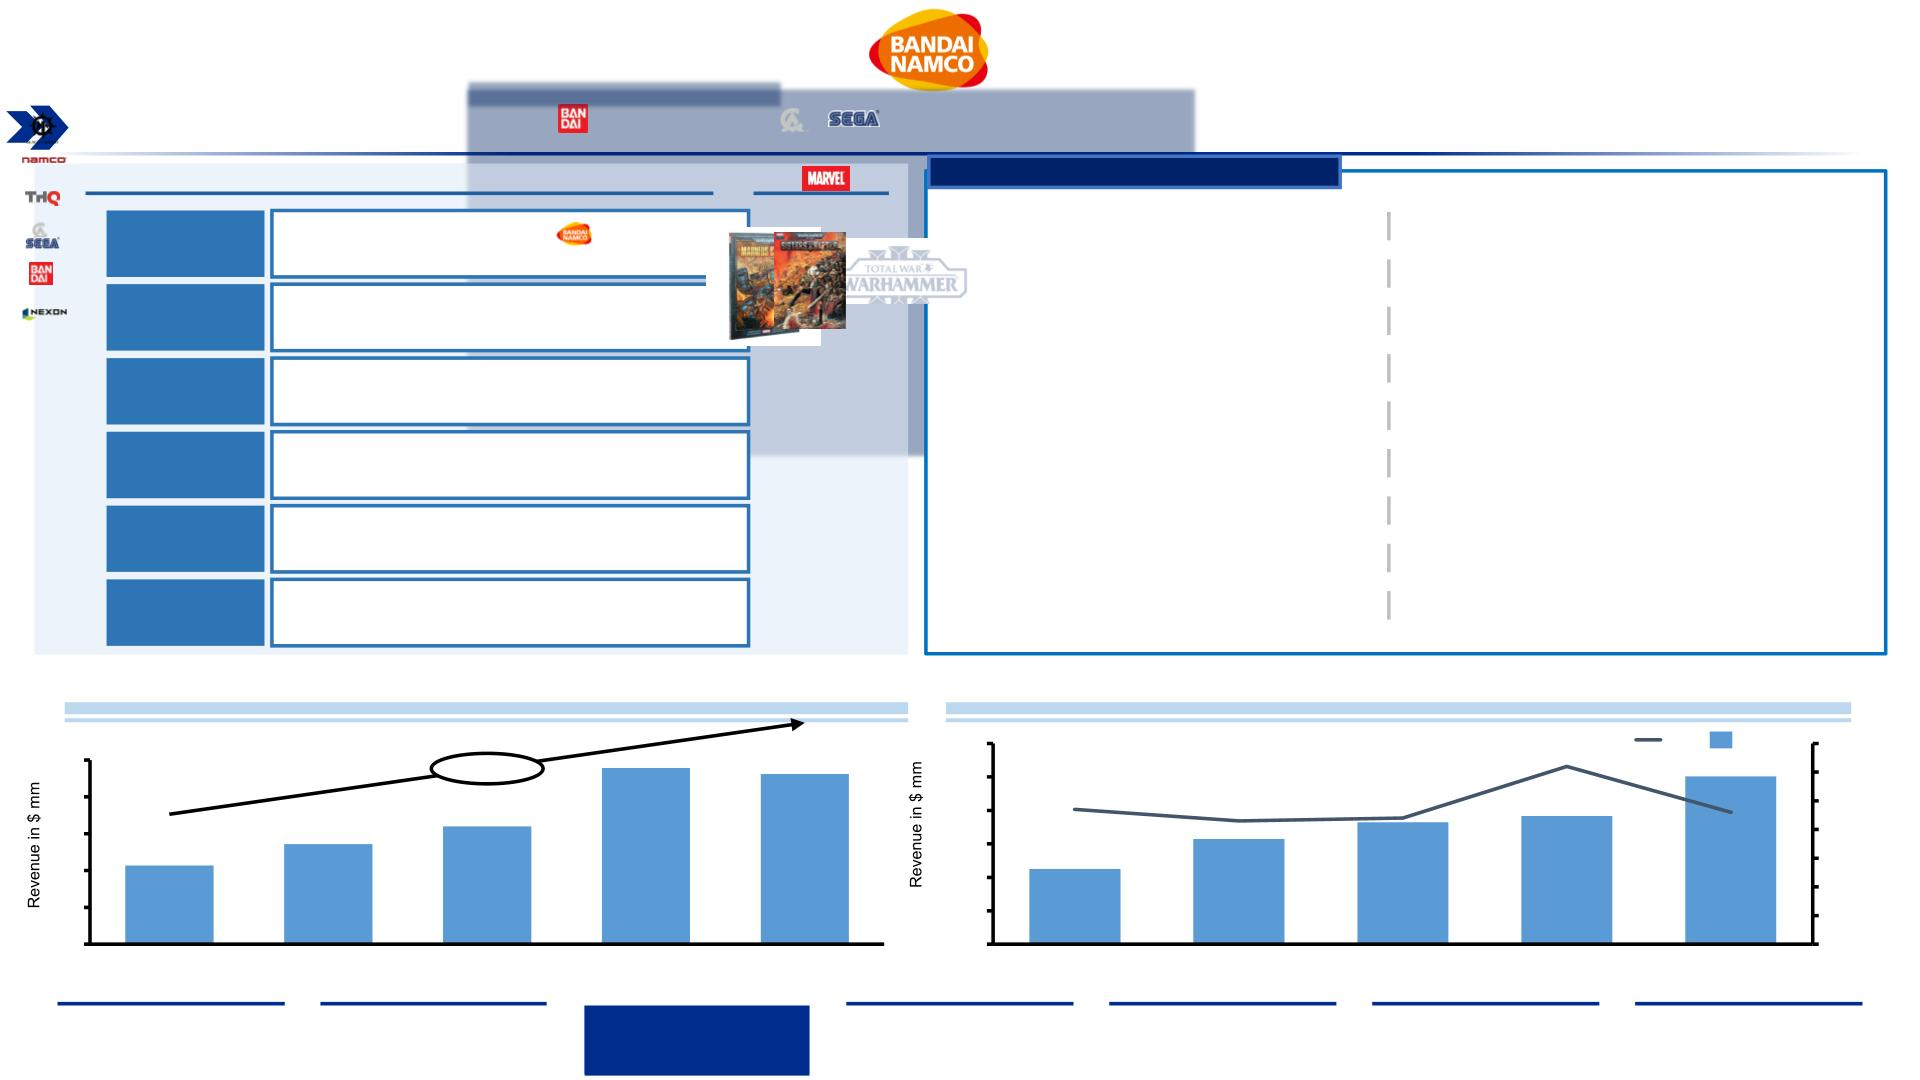 BANDAI
NAMCO
BAN
DAI
SEGA
namco
MARVEL
THQ
SEGA
BANDAI
NAMCO
BAN
DAI
TOTAL WAR
WARHAMMER
NEXON
Revenue in $ mm
Revenue in $ mm